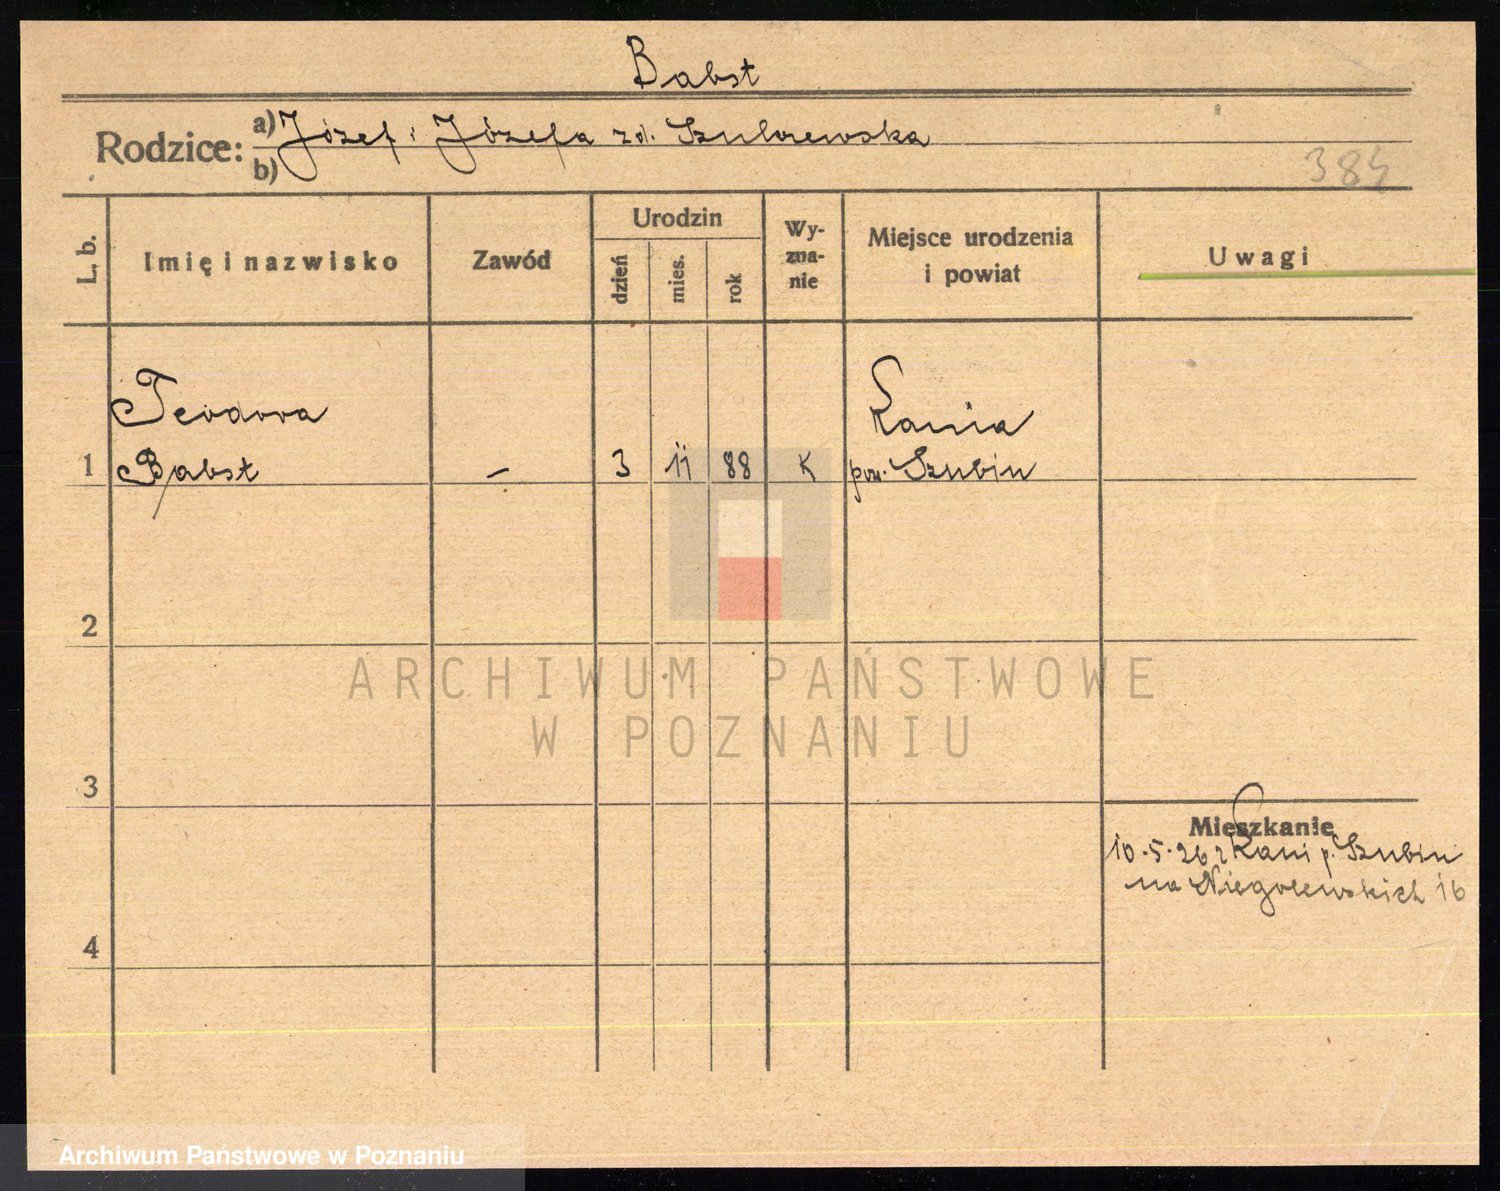 Babst
Rodzice: a) Józef i Józefa zd. Szulczewska
b)
384
L. b. Imię i nazwisko Zawód Urodzin dzień mies. rok Wy-zna-nie Miejsce urodzenia i powiat Uwagi
Teodora Kania
1 Babst – 3 11 88 K pow. Szubin
2
ARCHIWUM PAŃSTWOWE
W POZNANIU
3
Mieszkanie
10.5.26 z Kani p. Szubin
na Niegolewskich 16
4
Archiwum Państwowe w Poznaniu